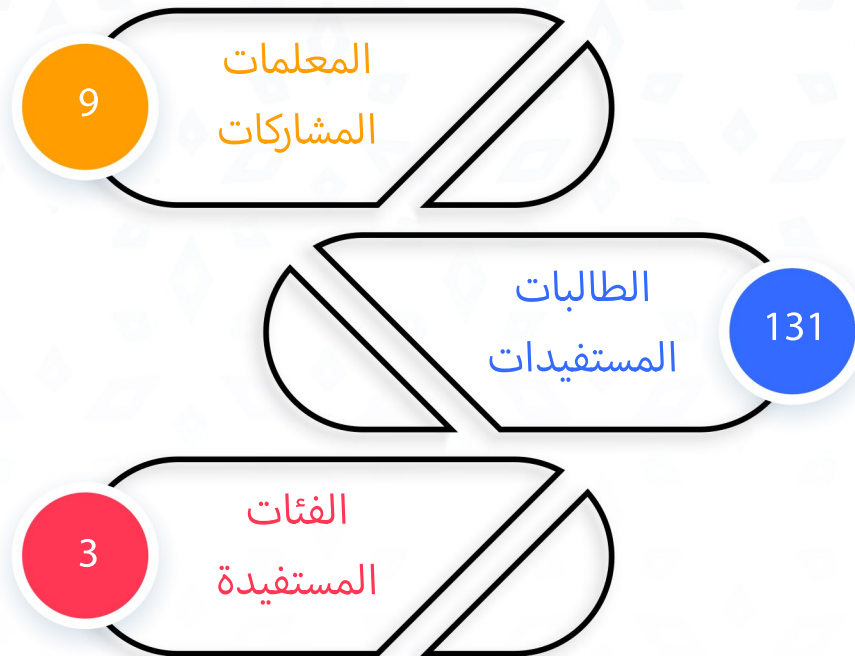 المعلمات
المشاركات
9
الطالبات
المستفيدات
131
الفئات
المستفيدة
3